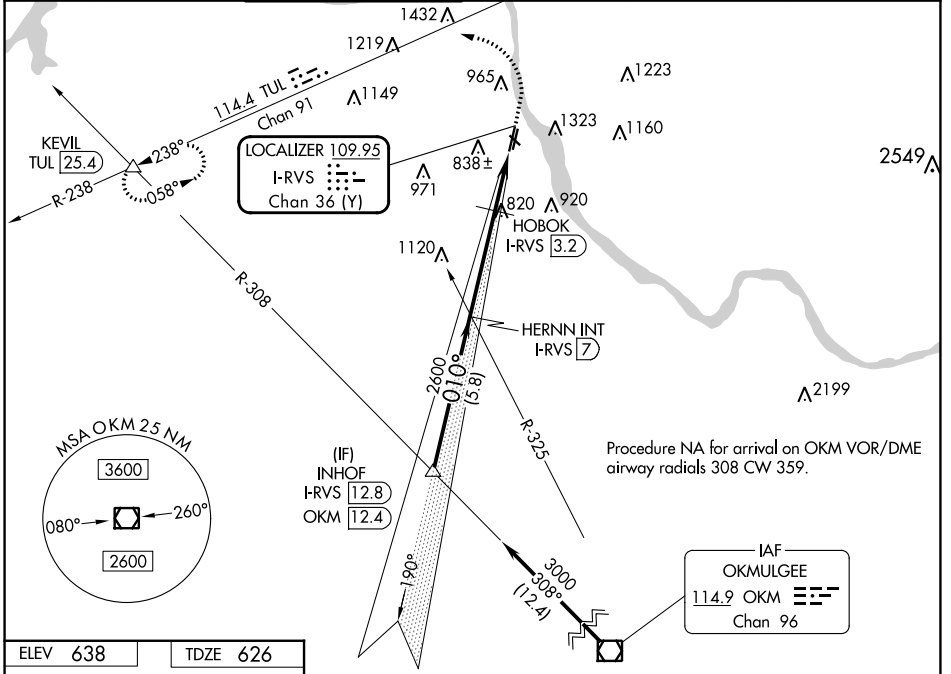 1432
1219
965
1223
114.4 TUL
Chan 91
1149
KEVIL
TUL 25.4
238°
058°
R-238
LOCALIZER 109.95
I-RVS
Chan 36 (Y)
838±
971
1323
1160
2549
820
920
HOBOK
I-RVS 3.2
1120
R-308
HERNN INT
I-RVS 7
2600
010°
(5.8)
R-325
2199
MSA OKM 25 NM
3600
080°
260°
2600
(IF)
INHOF
I-RVS 12.8
OKM 12.4
190°
Procedure NA for arrival on OKM VOR/DME
airway radials 308 CW 359.
3000
308°
(12.4)
IAF
OKMULGEE
114.9 OKM
Chan 96
ELEV 638
TDZE 626